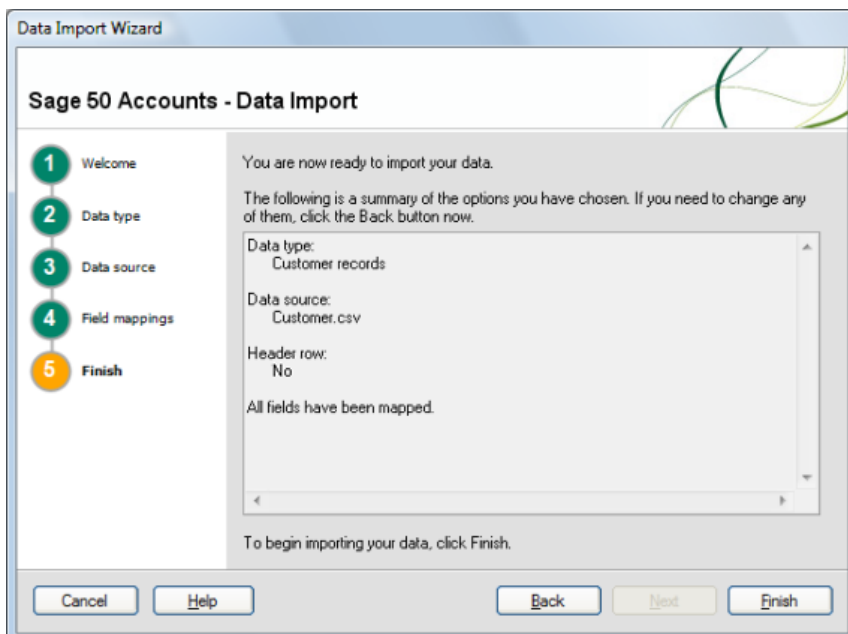 Data Import Wizard
Sage 50 Accounts - Data Import
1 Welcome
2 Data type
3 Data source
4 Field mappings
5 Finish
You are now ready to import your data.
The following is a summary of the options you have chosen. If you need to change any
of them, click the Back button now.
Data type:
Customer records
Data source:
Customer.csv
Header row:
No
All fields have been mapped.
To begin importing your data, click Finish.
Cancel Help Back Next Finish